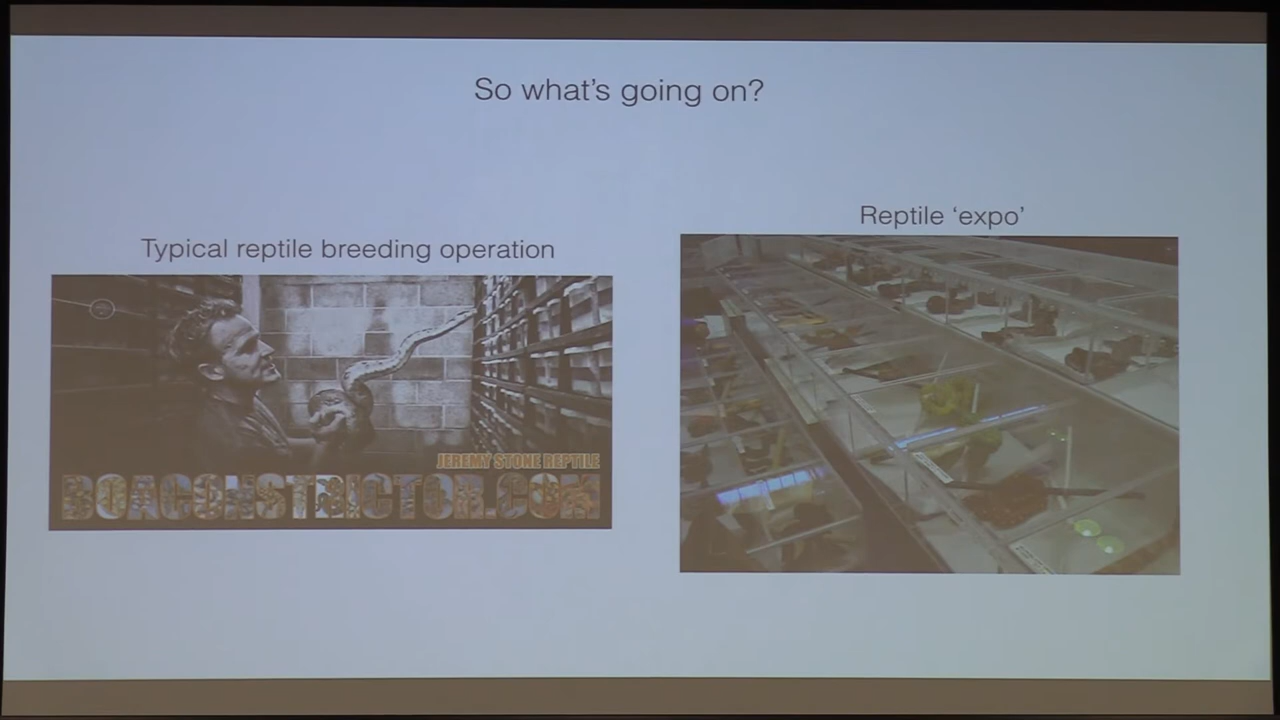 So what's going on?
Typical reptile breeding operation
JEREMY STONE REPTILE
BOACONSTRICTOR.COM
Reptile ‘expo’